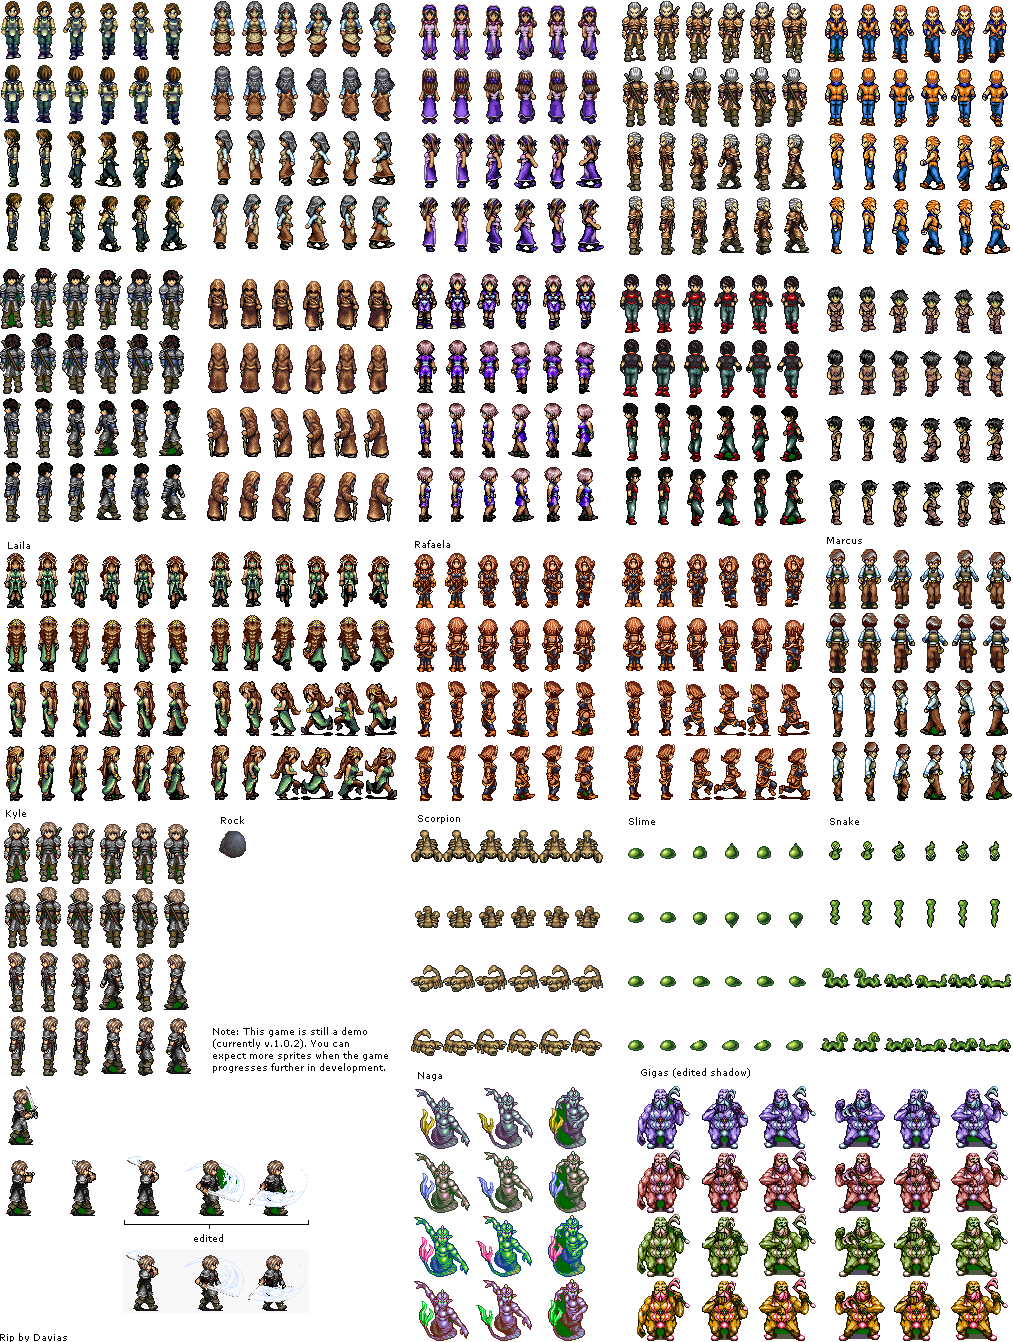 Laila
Rafaela
Marcus
Kyle
Rock
Scorpion
Slime
Snake
Note: This game is still a demo
(currently v.1.0.2). You can
expect more sprites when the game
progresses further in development.
Naga
Gigas (edited shadow)
edited
Rip by Davias